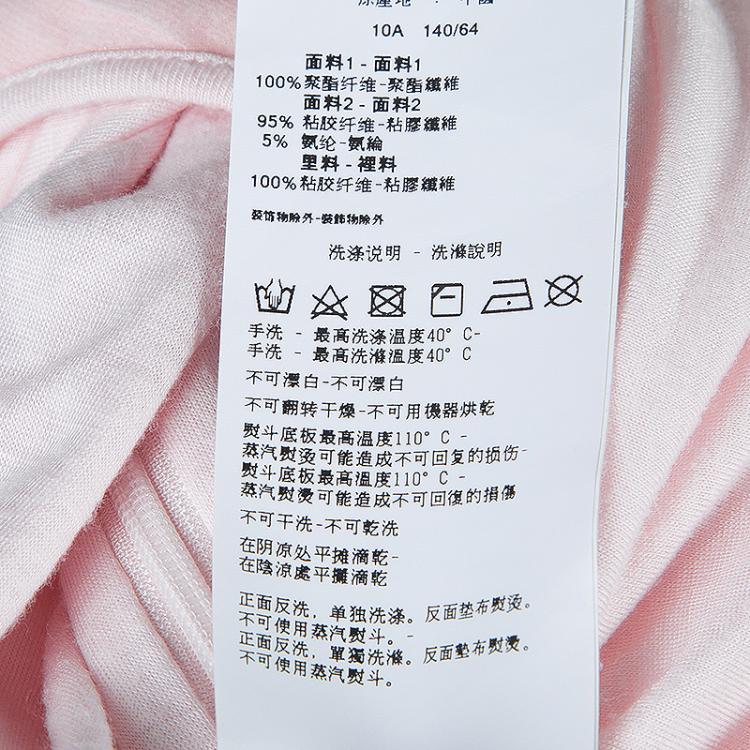 原產地 : 中國
10A 140/64
面料1 - 面料1
100%聚酯纤维-聚酯纖維
面料2 - 面料2
95% 粘胶纤维-粘膠纖維
5% 氨纶-氨綸
里料 - 裡料
100%粘胶纤维-粘膠纖維
装饰物除外-裝飾物除外
洗涤说明 - 洗滌說明
手洗 - 最高洗涤温度40° C-
手洗 - 最高洗滌溫度40° C
不可漂白-不可漂白
不可翻转干燥-不可用機器烘乾
熨斗底板最高温度110° C -
蒸汽熨烫可能造成不可回复的损伤-
熨斗底板最高溫度110° C -
蒸汽熨燙可能造成不可回復的損傷
不可干洗-不可乾洗
在阴凉处平摊滴乾-
在陰涼處平攤滴乾
正面反洗，单独洗涤。反面垫布熨烫。
不可使用蒸汽熨斗。-
正面反洗，單獨洗滌。反面墊布熨燙。
不可使用蒸汽熨斗。